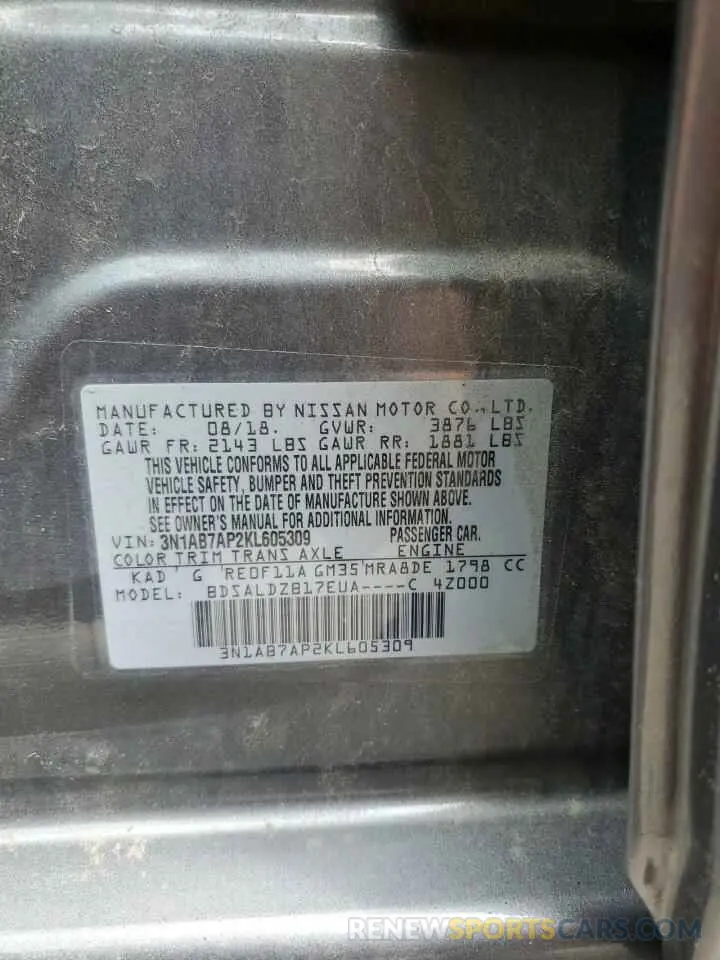 MANUFACTURED BY NISSAN MOTOR CO., LTD.
DATE: 08/18. GVWR: 3876 LBS
GAWR FR: 2143 LBS GAWR RR: 1881 LBS
THIS VEHICLE CONFORMS TO ALL APPLICABLE FEDERAL MOTOR
VEHICLE SAFETY, BUMPER AND THEFT PREVENTION STANDARDS
IN EFFECT ON THE DATE OF MANUFACTURE SHOWN ABOVE.
SEE OWNER'S MANUAL FOR ADDITIONAL INFORMATION.
VIN: 3N1AB7AP2KL605309 PASSENGER CAR.
COLOR TRIM TRANS AXLE ENGINE
KAD G RE0F11A GM35 MRA8DE 1798 CC
MODEL: BDSALDZB17EUA----C 4Z000
3N1AB7AP2KL605309
RENEWSPORTSCARS.COM